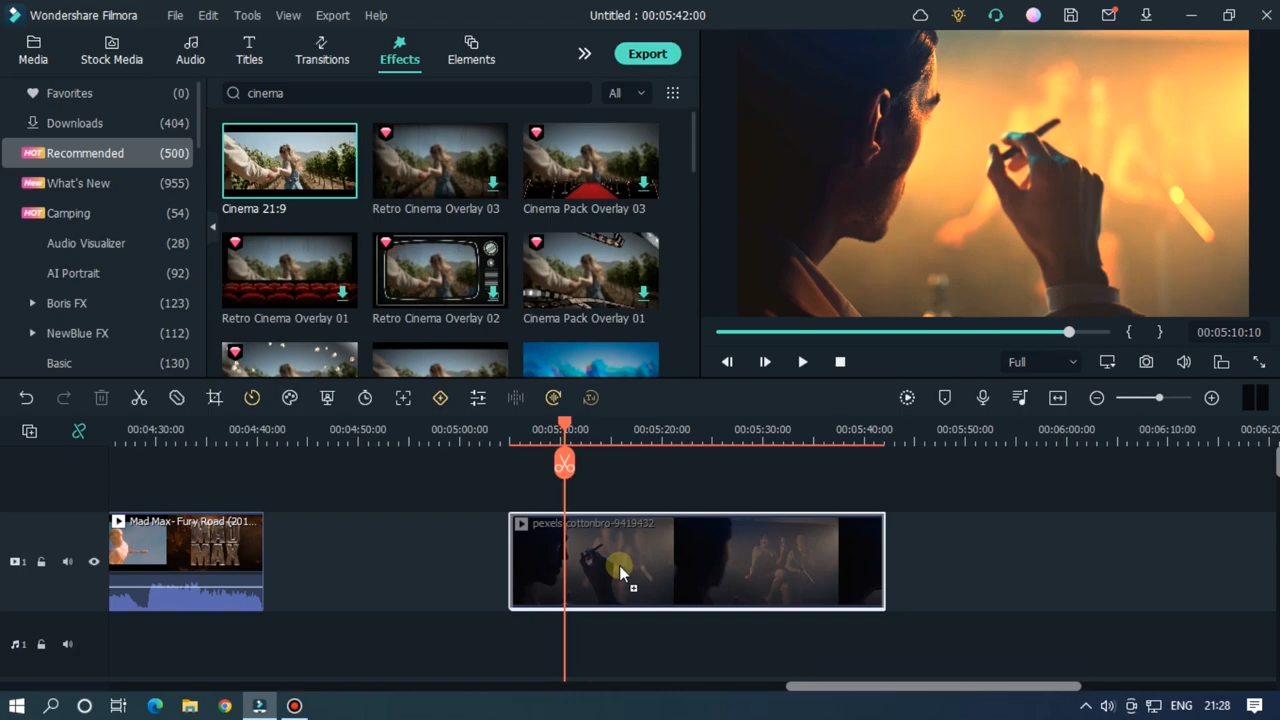 Wondershare Filmora
File
Edit
Tools
View
Export
Help
Untitled : 00:05:42:00
Media
Stock Media
Audio
Titles
Transitions
Effects
Elements
Export
Favorites (0)
Downloads (404)
HOT Recommended (500)
New What's New (955)
HOT Camping (54)
Audio Visualizer (28)
AI Portrait (92)
Boris FX (123)
NewBlue FX (112)
Basic (130)
cinema
All
Cinema 21:9
Retro Cinema Overlay 03
Cinema Pack Overlay 03
Retro Cinema Overlay 01
Retro Cinema Overlay 02
Cinema Pack Overlay 01
{ }
00:05:10:10
Full
00:04:30:00
00:04:40:00
00:04:50:00
00:05:00:00
00:05:10:00
00:05:20:00
00:05:30:00
00:05:40:00
00:05:50:00
00:06:00:00
00:06:10:00
00:06:20
Mad Max- Fury Road (201...
MAD
MAX
pexels-cottonbro-9419432
1
1
ENG
21:28